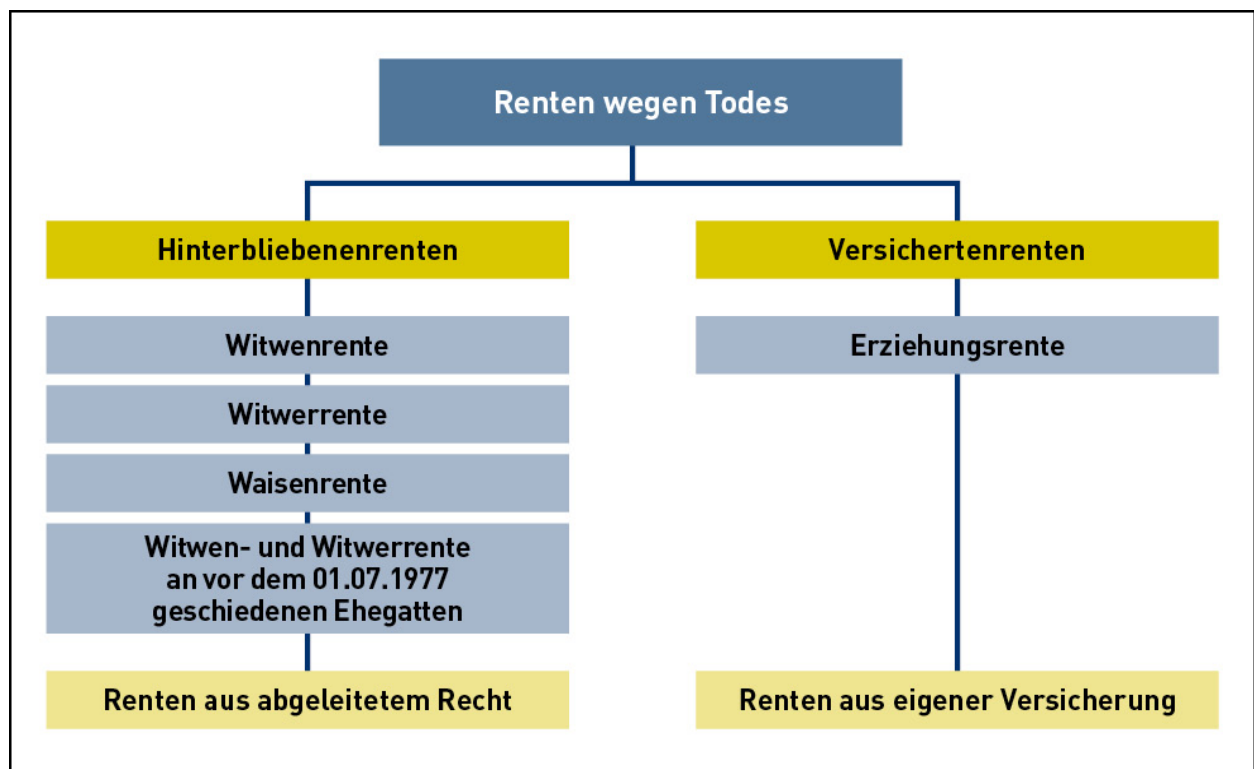 Renten wegen Todes
Hinterbliebenenrenten
Witwenrente
Witwerrente
Waisenrente
Witwen- und Witwerrente
an vor dem 01.07.1977
geschiedenen Ehegatten
Renten aus abgeleitetem Recht
Versichertenrenten
Erziehungsrente
Renten aus eigener Versicherung